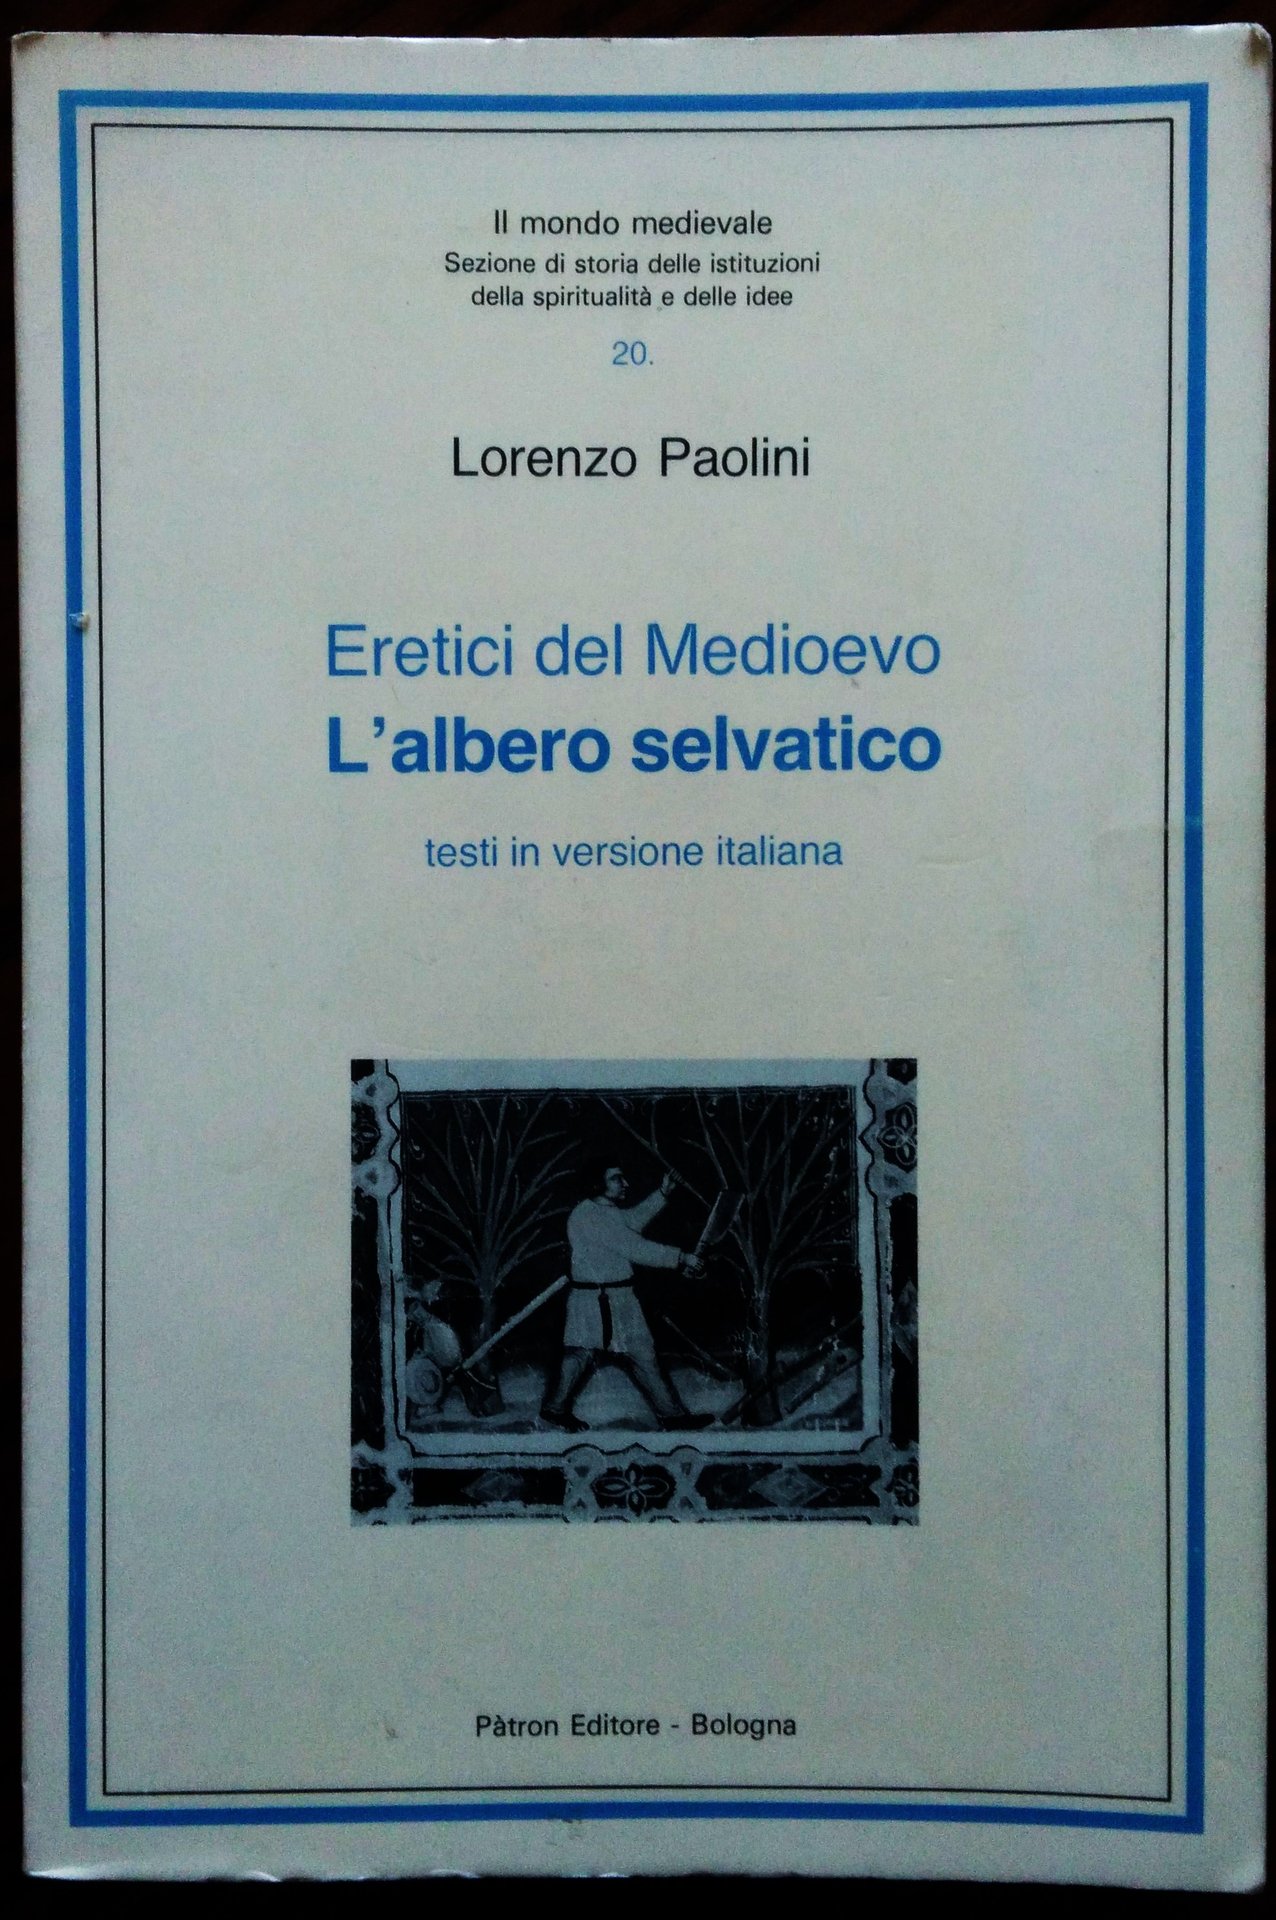 Il mondo medievale
Sezione di storia delle istituzioni
della spiritualità e delle idee
20.
Lorenzo Paolini
Eretici del Medioevo
L'albero selvatico
testi in versione italiana
Pàtron Editore - Bologna